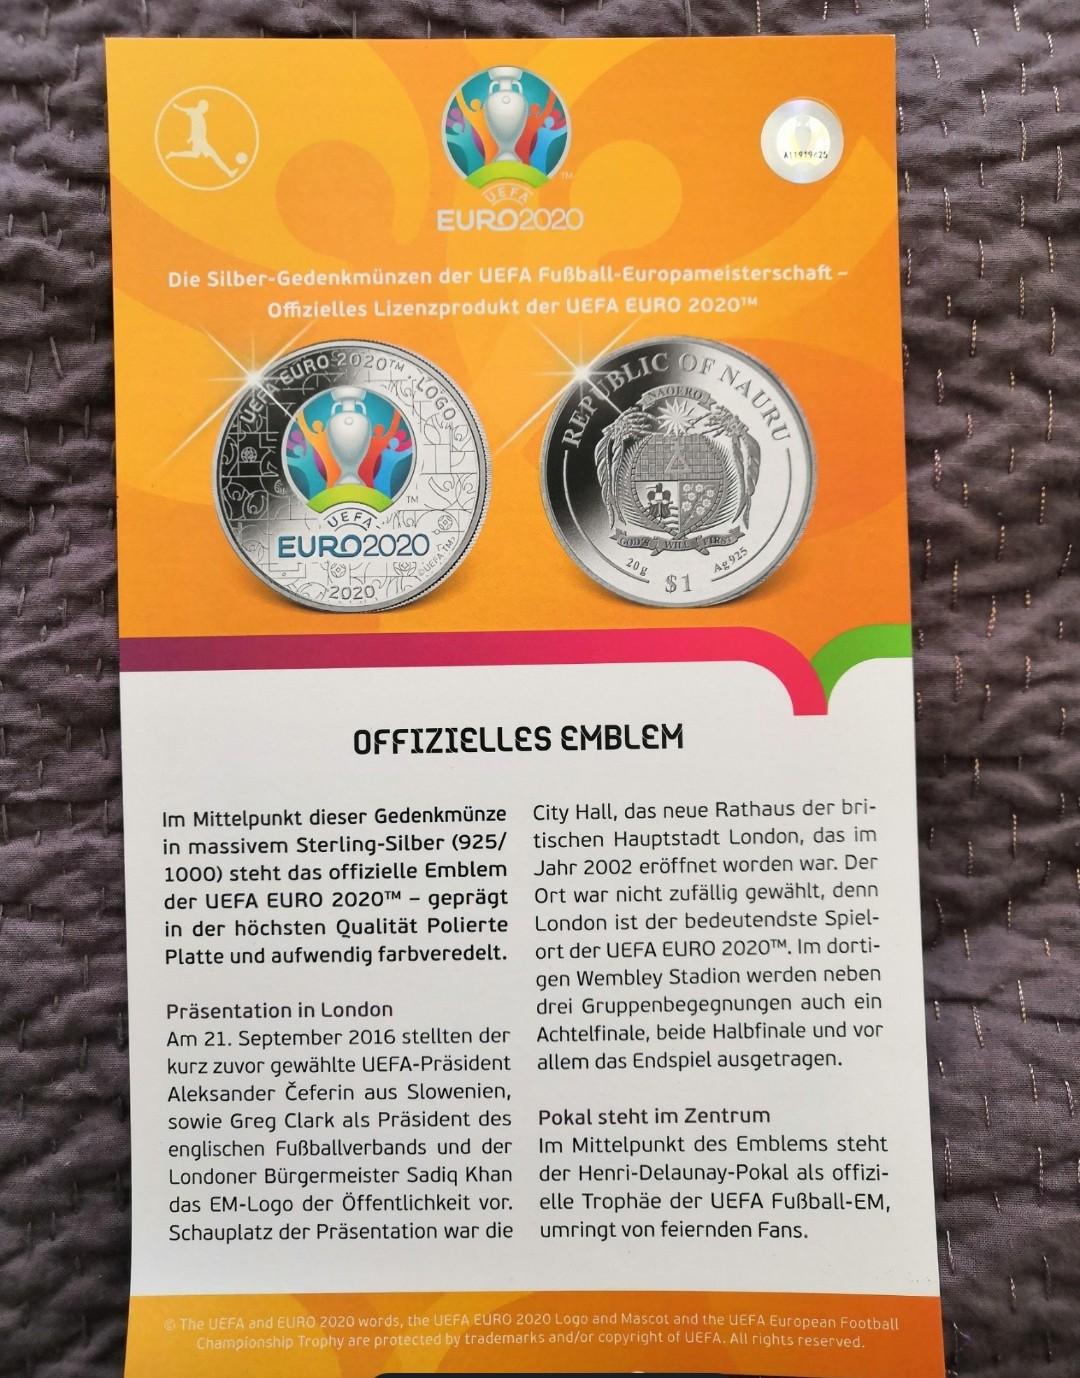 A11919625
UEFA
EURO2020
TM
Die Silber-Gedenkmünzen der UEFA Fußball-Europameisterschaft –
Offizielles Lizenzprodukt der UEFA EURO 2020™
UEFA EURO 2020™ · LOGO
TM
UEFA
EURO2020
©UEFA TM
2020
REPUBLIC OF NAURU
NAOERO
GOD'S WILL FIRST
20g $1 Ag925
OFFIZIELLES EMBLEM
Im Mittelpunkt dieser Gedenkmünze
in massivem Sterling-Silber (925/
1000) steht das offizielle Emblem
der UEFA EURO 2020™ – geprägt
in der höchsten Qualität Polierte
Platte und aufwendig farbveredelt.
Präsentation in London
Am 21. September 2016 stellten der
kurz zuvor gewählte UEFA-Präsident
Aleksander Čeferin aus Slowenien,
sowie Greg Clark als Präsident des
englischen Fußballverbands und der
Londoner Bürgermeister Sadiq Khan
das EM-Logo der Öffentlichkeit vor.
Schauplatz der Präsentation war die
City Hall, das neue Rathaus der bri-
tischen Hauptstadt London, das im
Jahr 2002 eröffnet worden war. Der
Ort war nicht zufällig gewählt, denn
London ist der bedeutendste Spiel-
ort der UEFA EURO 2020™. Im dorti-
gen Wembley Stadion werden neben
drei Gruppenbegegnungen auch ein
Achtelfinale, beide Halbfinale und vor
allem das Endspiel ausgetragen.
Pokal steht im Zentrum
Im Mittelpunkt des Emblems steht
der Henri-Delaunay-Pokal als offizi-
elle Trophäe der UEFA Fußball-EM,
umringt von feiernden Fans.
© The UEFA and EURO 2020 words, the UEFA EURO 2020 Logo and Mascot and the UEFA European Football
Championship Trophy are protected by trademarks and/or copyright of UEFA. All rights reserved.